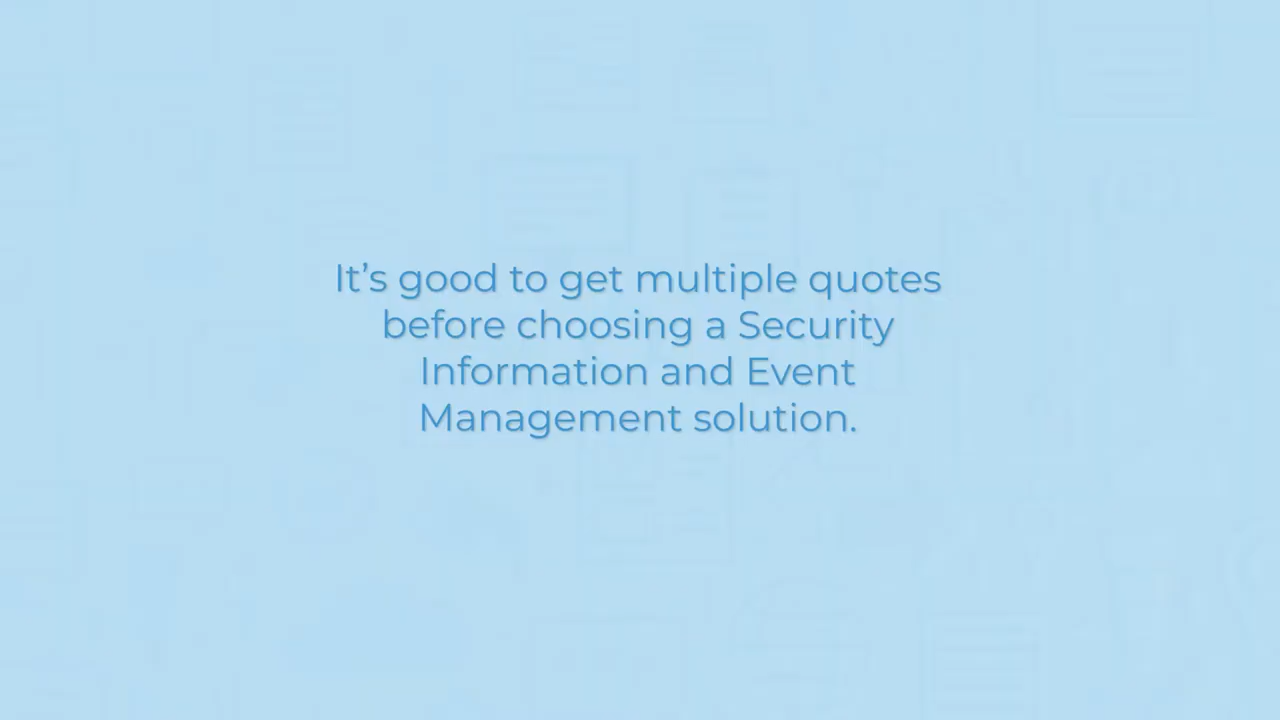 It’s good to get multiple quotes
before choosing a Security
Information and Event
Management solution.